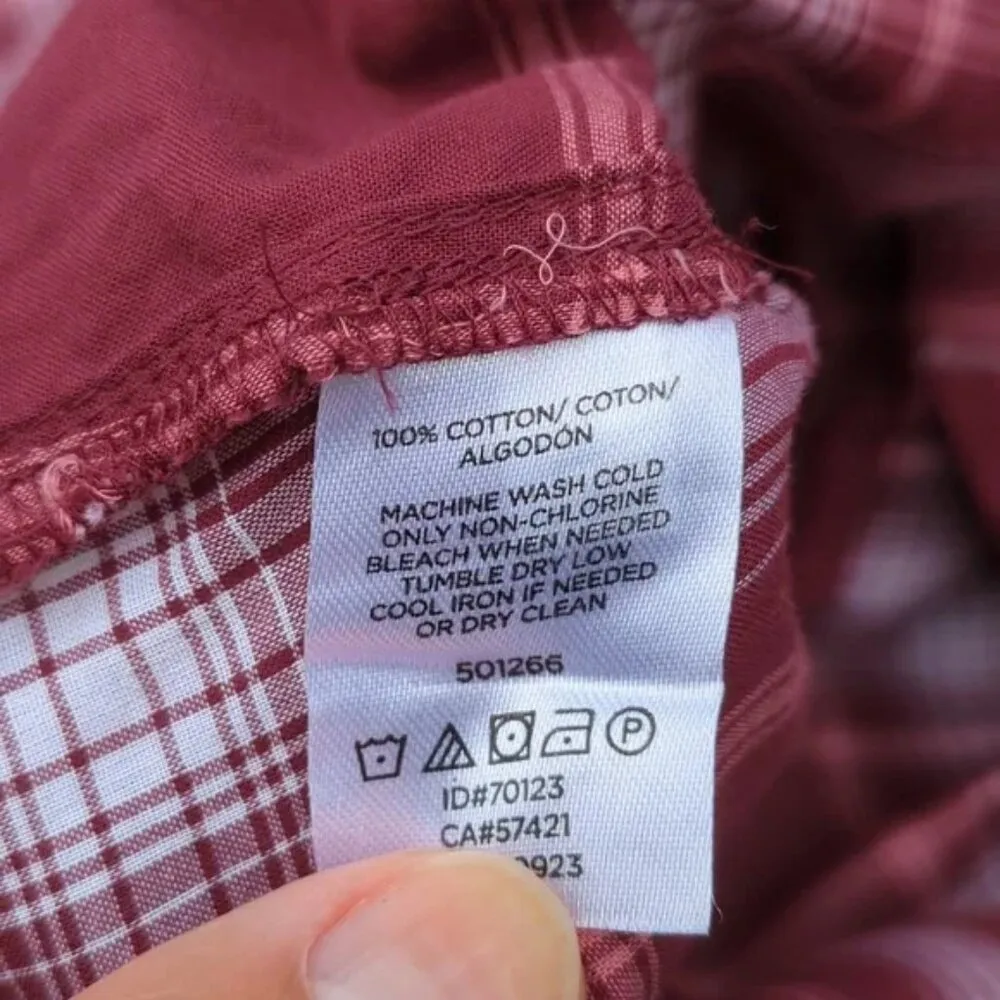 100% COTTON/ COTON/
ALGODÓN
MACHINE WASH COLD
ONLY NON-CHLORINE
BLEACH WHEN NEEDED
TUMBLE DRY LOW
COOL IRON IF NEEDED
OR DRY CLEAN
501266
P
ID#70123
CA#57421